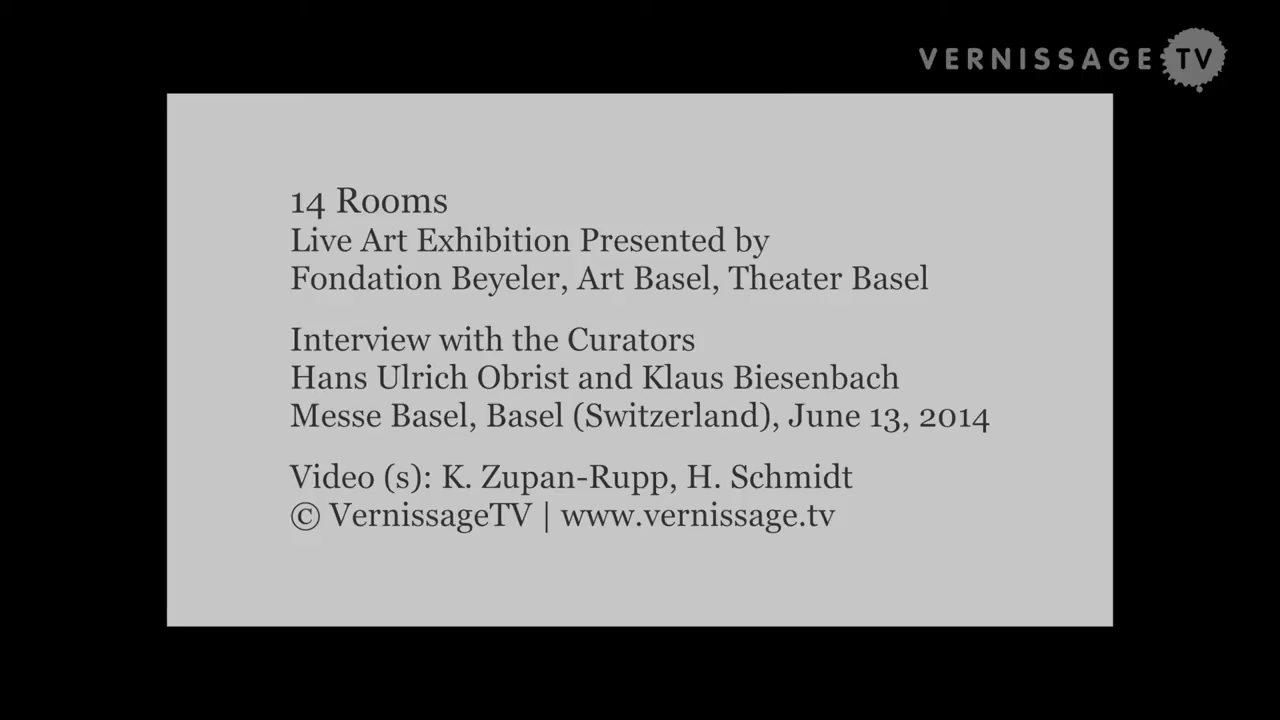 VERNISSAGE TV
14 Rooms
Live Art Exhibition Presented by
Fondation Beyeler, Art Basel, Theater Basel
Interview with the Curators
Hans Ulrich Obrist and Klaus Biesenbach
Messe Basel, Basel (Switzerland), June 13, 2014
Video (s): K. Zupan-Rupp, H. Schmidt
© VernissageTV | www.vernissage.tv